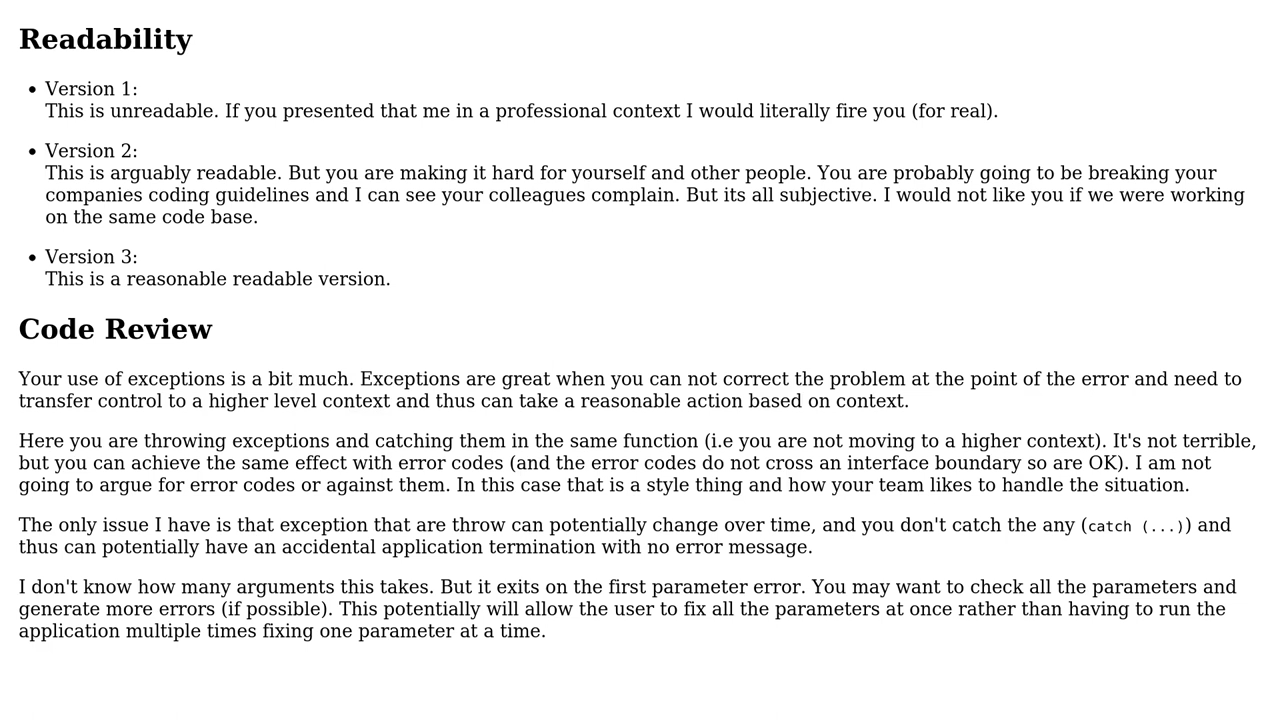 Readability
• Version 1:
This is unreadable. If you presented that me in a professional context I would literally fire you (for real).
• Version 2:
This is arguably readable. But you are making it hard for yourself and other people. You are probably going to be breaking your
companies coding guidelines and I can see your colleagues complain. But its all subjective. I would not like you if we were working
on the same code base.
• Version 3:
This is a reasonable readable version.
Code Review
Your use of exceptions is a bit much. Exceptions are great when you can not correct the problem at the point of the error and need to
transfer control to a higher level context and thus can take a reasonable action based on context.
Here you are throwing exceptions and catching them in the same function (i.e you are not moving to a higher context). It's not terrible,
but you can achieve the same effect with error codes (and the error codes do not cross an interface boundary so are OK). I am not
going to argue for error codes or against them. In this case that is a style thing and how your team likes to handle the situation.
The only issue I have is that exception that are throw can potentially change over time, and you don't catch the any (catch (...)) and
thus can potentially have an accidental application termination with no error message.
I don't know how many arguments this takes. But it exits on the first parameter error. You may want to check all the parameters and
generate more errors (if possible). This potentially will allow the user to fix all the parameters at once rather than having to run the
application multiple times fixing one parameter at a time.